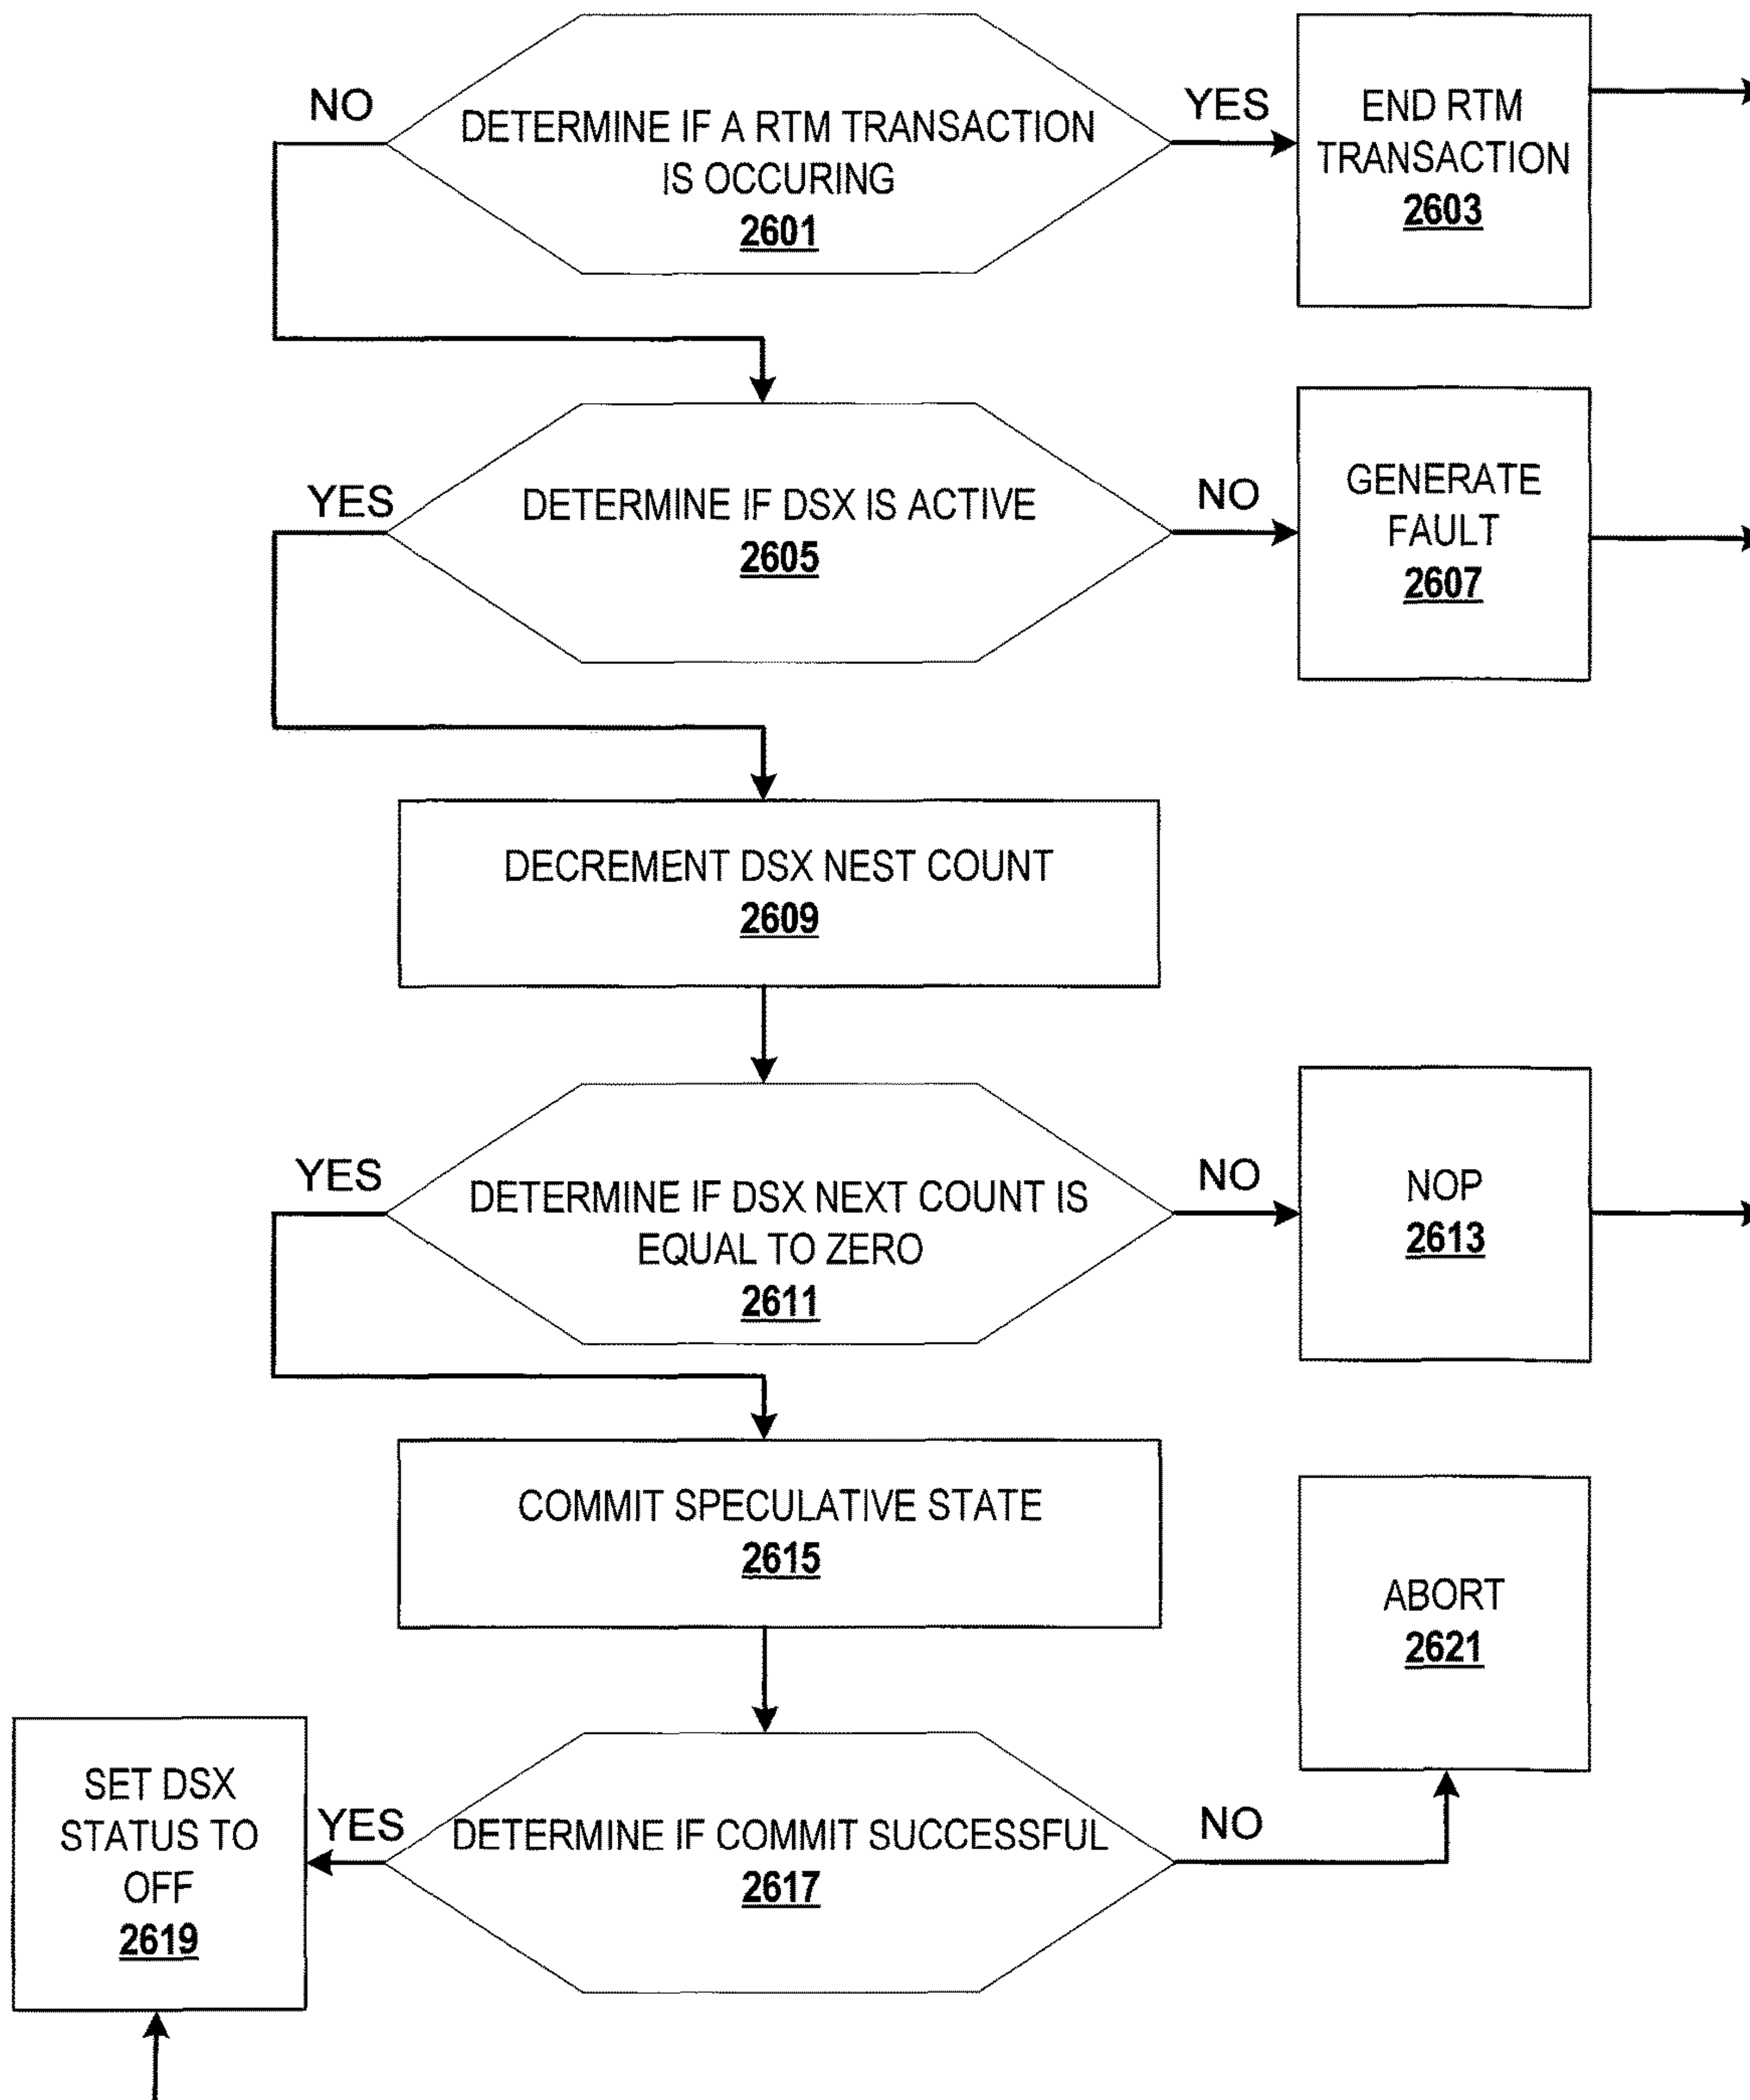 NO
DETERMINE IF A RTM TRANSACTION
IS OCCURING
2601
YES
END RTM
TRANSACTION
2603
YES
DETERMINE IF DSX IS ACTIVE
2605
NO
GENERATE
FAULT
2607
DECREMENT DSX NEST COUNT
2609
YES
DETERMINE IF DSX NEXT COUNT IS
EQUAL TO ZERO
2611
NO
NOP
2613
COMMIT SPECULATIVE STATE
2615
ABORT
2621
SET DSX
STATUS TO
OFF
2619
YES
DETERMINE IF COMMIT SUCCESSFUL
2617
NO